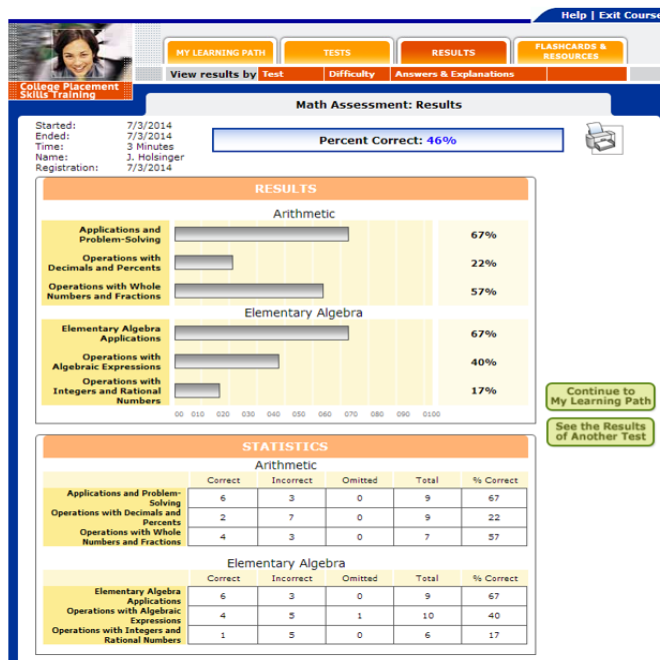 Help | Exit Course
MY LEARNING PATH
TESTS
RESULTS
FLASHCARDS &
RESOURCES
View results by Test Difficulty Answers & Explanations
College Placement
Skills Training
Math Assessment: Results
Started: 7/3/2014
Ended: 7/3/2014
Time: 3 Minutes
Name: J. Holsinger
Registration: 7/3/2014
Percent Correct: 46%
RESULTS
Arithmetic
Applications and
Problem-Solving
67%
Operations with
Decimals and Percents
22%
Operations with Whole
Numbers and Fractions
57%
Elementary Algebra
Elementary Algebra
Applications
67%
Operations with
Algebraic Expressions
40%
Operations with
Integers and Rational
Numbers
17%
00 010 020 030 040 050 060 070 080 090 0100
Continue to
My Learning Path
See the Results
of Another Test
STATISTICS
Arithmetic
Correct Incorrect Omitted Total % Correct
Applications and Problem-
Solving
6 3 0 9 67
Operations with Decimals and
Percents
2 7 0 9 22
Operations with Whole
Numbers and Fractions
4 3 0 7 57
Elementary Algebra
Correct Incorrect Omitted Total % Correct
Elementary Algebra
Applications
6 3 0 9 67
Operations with Algebraic
Expressions
4 5 1 10 40
Operations with Integers and
Rational Numbers
1 5 0 6 17